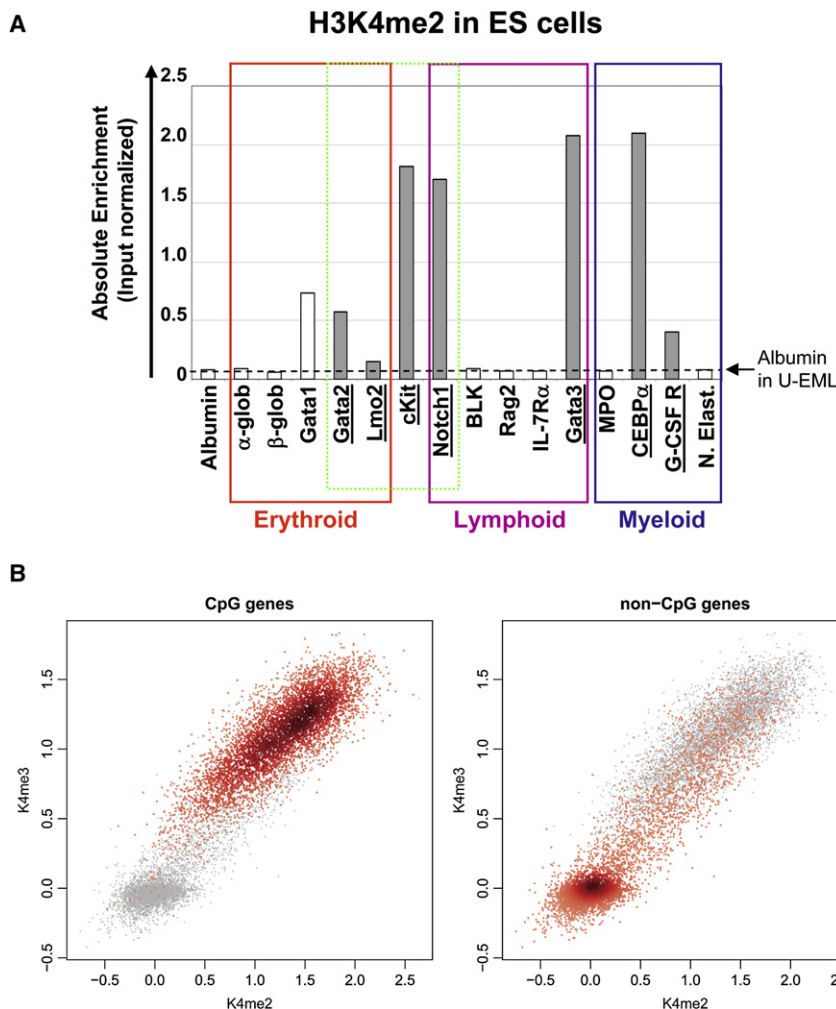 A
H3K4me2 in ES cells
Absolute Enrichment
(Input normalized)
2.5
2.0
1.5
1.0
0.5
0
Albumin
in U-EML
Albumin
α-glob
β-glob
Gata1
Gata2
Lmo2
cKit
Notch1
BLK
Rag2
IL-7Rα
Gata3
MPO
CEBPα
G-CSF R
N. Elast.
Erythroid
Lymphoid
Myeloid
B
CpG genes
K4me3
1.5
1.0
0.5
0.0
−0.5
−0.5 0.0 0.5 1.0 1.5 2.0 2.5
K4me2
non−CpG genes
K4me3
1.5
1.0
0.5
0.0
−0.5
−0.5 0.0 0.5 1.0 1.5 2.0
K4me2